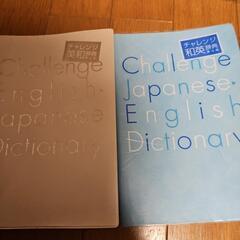 チャレンジ
英和辞典
Challenge
English-
Japanese
Dictionary
チャレンジ
和英辞典
Challenge
Japanese-
English
Dictionary